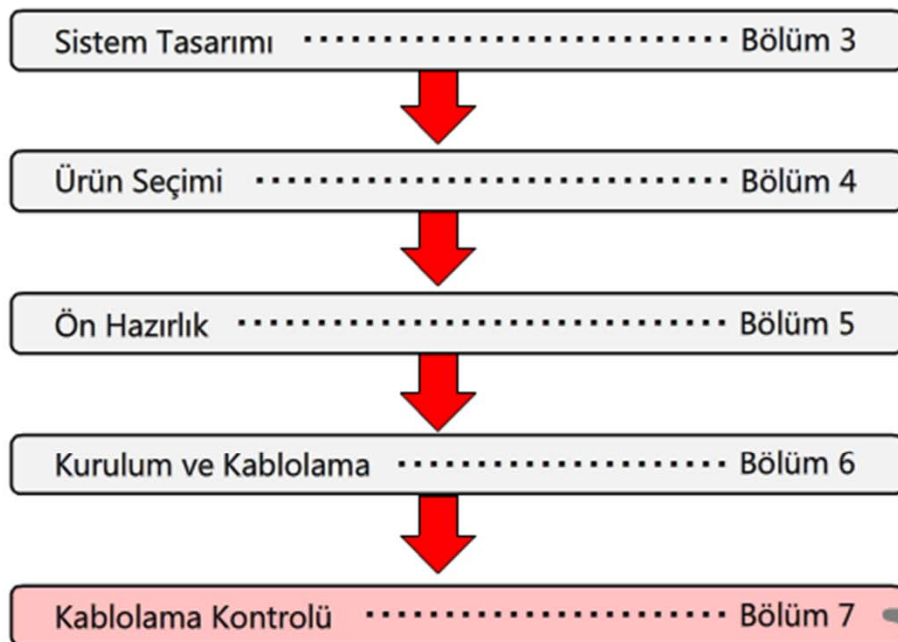 Sistem Tasarımı ·························· Bölüm 3
Ürün Seçimi ····························· Bölüm 4
Ön Hazırlık ······························ Bölüm 5
Kurulum ve Kablolama ···················· Bölüm 6
Kablolama Kontrolü ······················ Bölüm 7